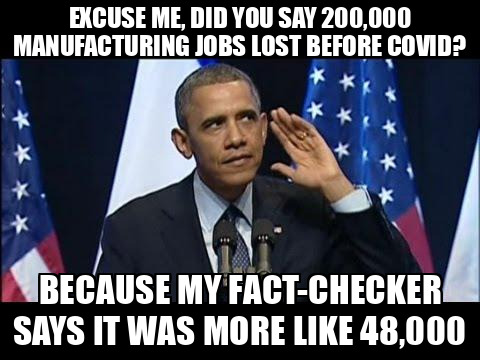 EXCUSE ME, DID YOU SAY 200,000
MANUFACTURING JOBS LOST BEFORE COVID?
BECAUSE MY FACT-CHECKER
SAYS IT WAS MORE LIKE 48,000